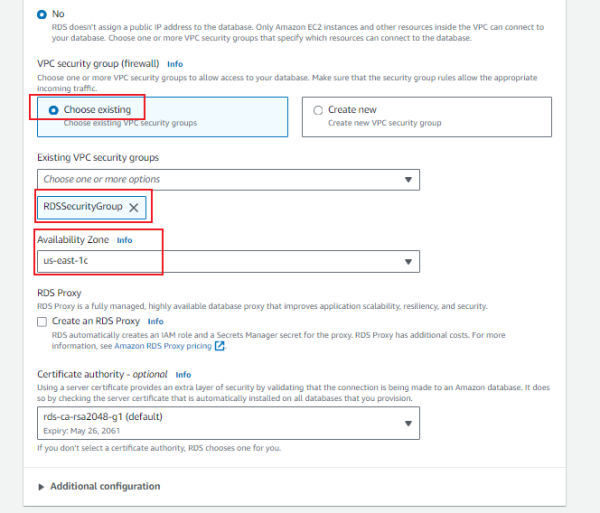 No
RDS doesn't assign a public IP address to the database. Only Amazon EC2 instances and other resources inside the VPC can connect to
your database. Choose one or more VPC security groups that specify which resources can connect to the database.
VPC security group (firewall) Info
Choose one or more VPC security groups to allow access to your database. Make sure that the security group rules allow the appropriate
incoming traffic.
Choose existing
Choose existing VPC security groups
Create new
Create new VPC security group
Existing VPC security groups
Choose one or more options
RDSSecurityGroup
Availability Zone Info
us-east-1c
RDS Proxy
RDS Proxy is a fully managed, highly available database proxy that improves application scalability, resiliency, and security.
Create an RDS Proxy Info
RDS automatically creates an IAM role and a Secrets Manager secret for the proxy. RDS Proxy has additional costs. For more
information, see Amazon RDS Proxy pricing.
Certificate authority - optional Info
Using a server certificate provides an extra layer of security by validating that the connection is being made to an Amazon database. It does
so by checking the server certificate that is automatically installed on all databases that you provision.
rds-ca-rsa2048-g1 (default)
Expiry: May 26, 2061
If you don't select a certificate authority, RDS chooses one for you.
Additional configuration